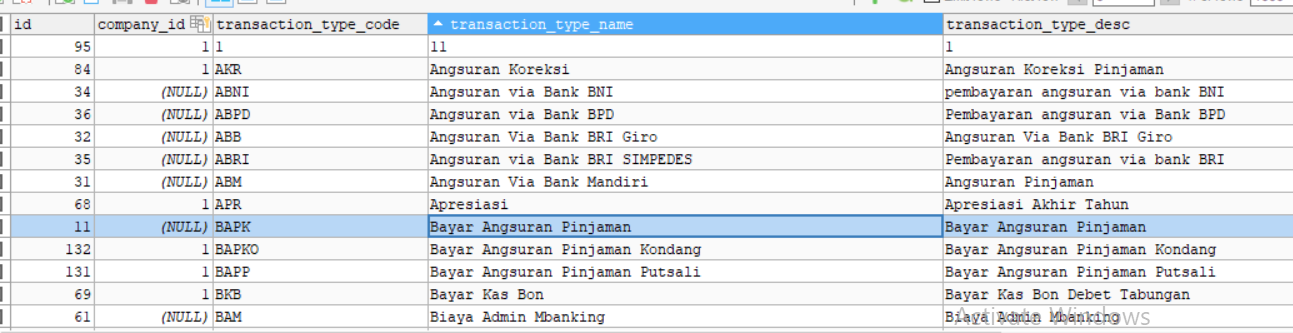 id company_id transaction_type_code transaction_type_name transaction_type_desc
95 1 1 11 1
84 1 AKR Angsuran Koreksi Angsuran Koreksi Pinjaman
34 (NULL) ABNI Angsuran via Bank BNI pembayaran angsuran via bank BNI
36 (NULL) ABPD Angsuran via Bank BPD Pembayaran angsuran via Bank BPD
32 (NULL) ABB Angsuran Via Bank BRI Giro Angsuran Via Bank BRI Giro
35 (NULL) ABRI Angsuran via Bank BRI SIMPEDES Pembayaran angsuran via bank BRI
31 (NULL) ABM Angsuran Via Bank Mandiri Angsuran Pinjaman
68 1 APR Apresiasi Apresiasi Akhir Tahun
11 (NULL) BAPK Bayar Angsuran Pinjaman Bayar Angsuran Pinjaman
132 1 BAPKO Bayar Angsuran Pinjaman Kondang Bayar Angsuran Pinjaman Kondang
131 1 BAPP Bayar Angsuran Pinjaman Putsali Bayar Angsuran Pinjaman Putsali
69 1 BKB Bayar Kas Bon Bayar Kas Bon Debet Tabungan
61 (NULL) BAM Biaya Admin Mbanking Biaya Admin Mbanking
Activate Windows